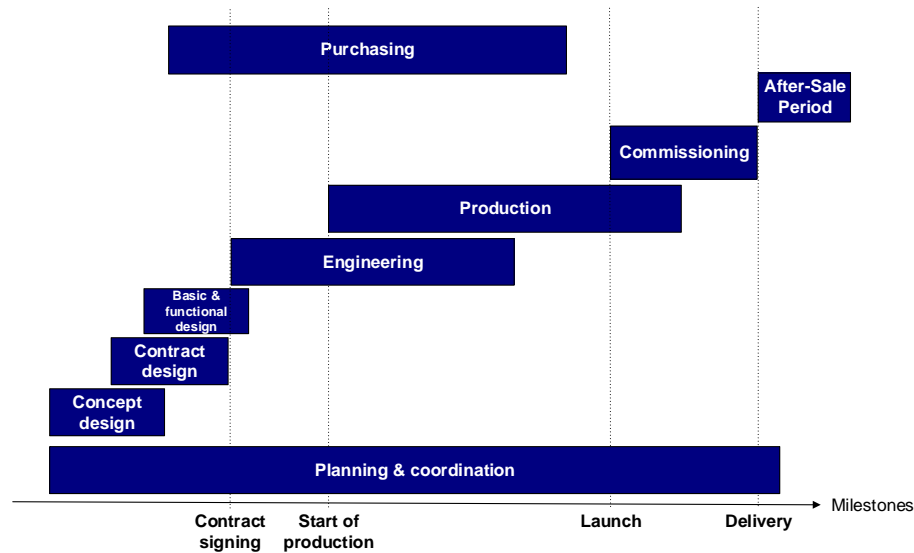 Purchasing
After-Sale
Period
Commissioning
Production
Engineering
Basic &
functional
design
Contract
design
Concept
design
Planning & coordination
Milestones
Contract
signing
Start of
production
Launch
Delivery